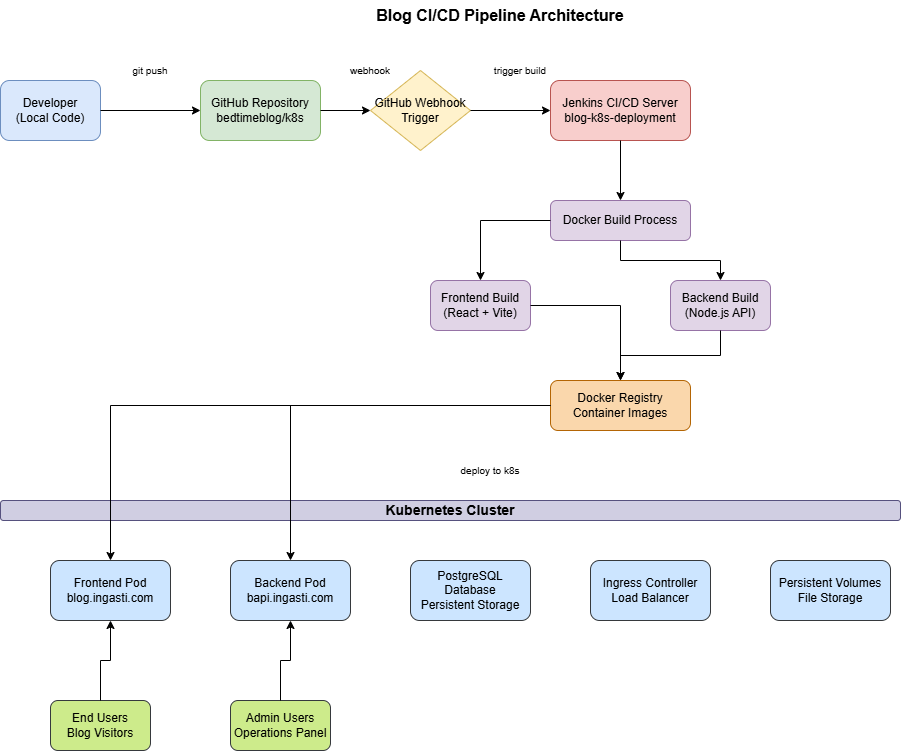 Blog CI/CD Pipeline Architecture
git push
webhook
trigger build
Developer
(Local Code)
GitHub Repository
bedtimeblog/k8s
GitHub Webhook
Trigger
Jenkins CI/CD Server
blog-k8s-deployment
Docker Build Process
Frontend Build
(React + Vite)
Backend Build
(Node.js API)
Docker Registry
Container Images
deploy to k8s
Kubernetes Cluster
Frontend Pod
blog.ingasti.com
Backend Pod
bapi.ingasti.com
PostgreSQL
Database
Persistent Storage
Ingress Controller
Load Balancer
Persistent Volumes
File Storage
End Users
Blog Visitors
Admin Users
Operations Panel